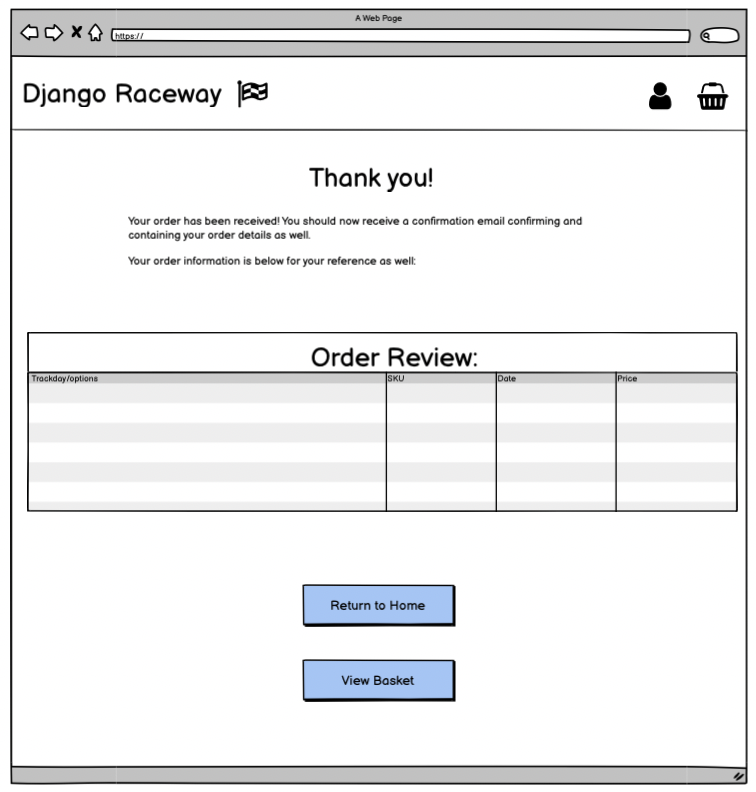 A Web Page
https://
Django Raceway
Thank you!
Your order has been received! You should now receive a confirmation email confirming and
containing your order details as well.
Your order information is below for your reference as well:
Order Review:
Trackday/options SKU Date Price
Return to Home
View Basket